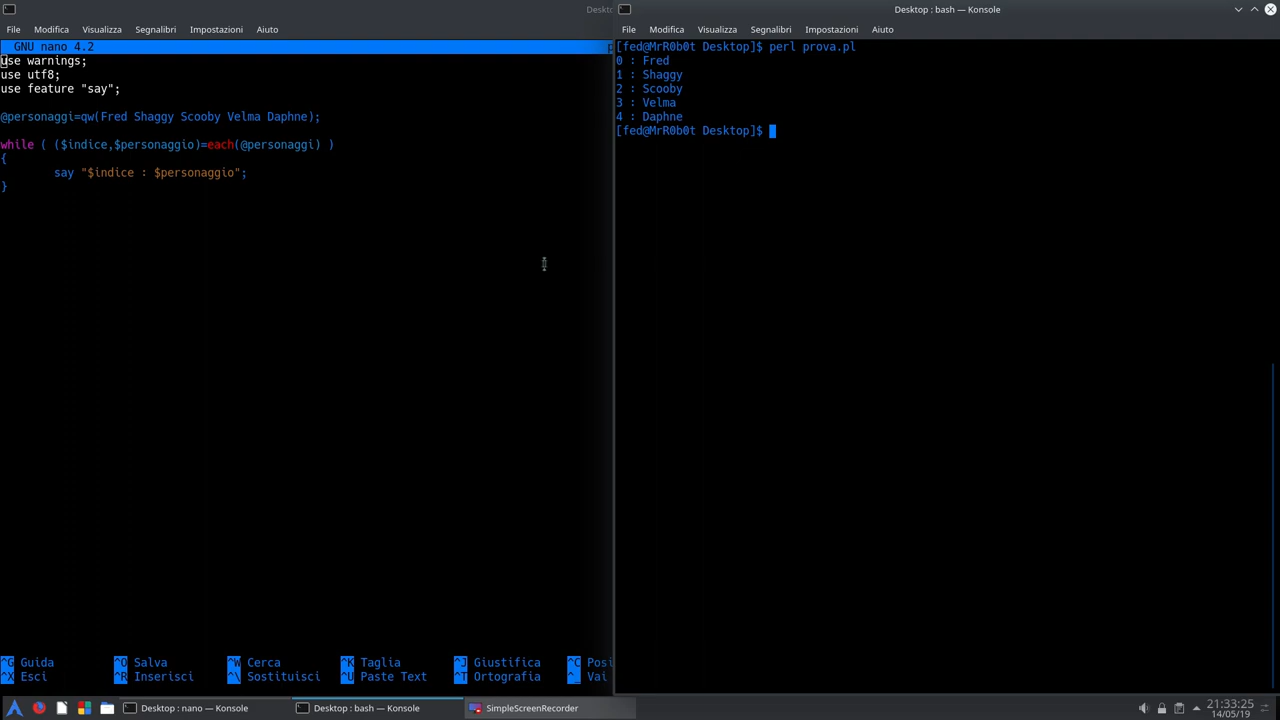 Deskto
File Modifica Visualizza Segnalibri Impostazioni Aiuto
GNU nano 4.2
use warnings;
use utf8;
use feature "say";
@personaggi=qw(Fred Shaggy Scooby Velma Daphne);
while ( ($indice,$personaggio)=each(@personaggi) )
{
say "$indice : $personaggio";
}
^G Guida ^O Salva ^W Cerca ^K Taglia ^J Giustifica ^C Posi
^X Esci ^R Inserisci ^\ Sostituisci ^U Paste Text ^T Ortografia ^_ Vai
Desktop : bash — Konsole
File Modifica Visualizza Segnalibri Impostazioni Aiuto
[fed@MrR0b0t Desktop]$ perl prova.pl
0 : Fred
1 : Shaggy
2 : Scooby
3 : Velma
4 : Daphne
[fed@MrR0b0t Desktop]$
Desktop : nano — Konsole
Desktop : bash — Konsole
SimpleScreenRecorder
21:33:25
14/05/19